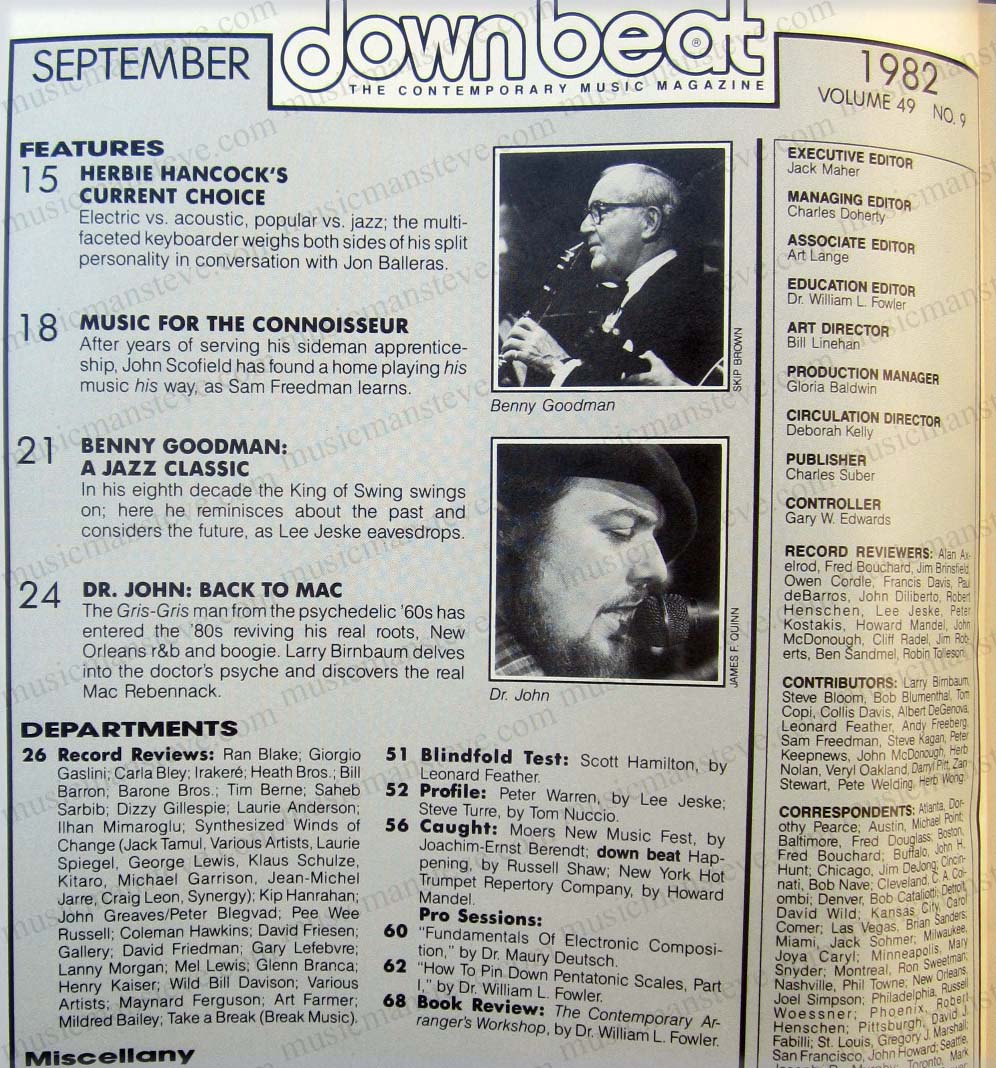 SEPTEMBER
down beat®
THE CONTEMPORARY MUSIC MAGAZINE
1982
VOLUME 49 NO. 9
FEATURES
15 HERBIE HANCOCK'S
CURRENT CHOICE
Electric vs. acoustic, popular vs. jazz; the multi-
faceted keyboarder weighs both sides of his split
personality in conversation with Jon Balleras.
18 MUSIC FOR THE CONNOISSEUR
After years of serving his sideman apprentice-
ship, John Scofield has found a home playing his
music his way, as Sam Freedman learns.
21 BENNY GOODMAN:
A JAZZ CLASSIC
In his eighth decade the King of Swing swings
on; here he reminisces about the past and
considers the future, as Lee Jeske eavesdrops.
24 DR. JOHN: BACK TO MAC
The Gris-Gris man from the psychedelic '60s has
entered the '80s reviving his real roots, New
Orleans r&b and boogie. Larry Birnbaum delves
into the doctor's psyche and discovers the real
Mac Rebennack.
SKIP BROWN
Benny Goodman
JAMES F. QUINN
Dr. John
DEPARTMENTS
26 Record Reviews: Ran Blake; Giorgio
Gaslini; Carla Bley; Irakeré; Heath Bros.; Bill
Barron; Barone Bros.; Tim Berne; Saheb
Sarbib; Dizzy Gillespie; Laurie Anderson;
Ilhan Mimaroglu; Synthesized Winds of
Change (Jack Tamul, Various Artists, Laurie
Spiegel, George Lewis, Klaus Schulze,
Kitaro, Michael Garrison, Jean-Michel
Jarre, Craig Leon, Synergy); Kip Hanrahan;
John Greaves/Peter Blegvad; Pee Wee
Russell; Coleman Hawkins; David Friesen;
Gallery; David Friedman; Gary Lefebvre;
Lanny Morgan; Mel Lewis; Glenn Branca;
Henry Kaiser; Wild Bill Davison; Various
Artists; Maynard Ferguson; Art Farmer;
Mildred Bailey; Take a Break (Break Music).
Miscellany
51 Blindfold Test: Scott Hamilton, by
Leonard Feather.
52 Profile: Peter Warren, by Lee Jeske;
Steve Turre, by Tom Nuccio.
56 Caught: Moers New Music Fest, by
Joachim-Ernst Berendt; down beat Hap-
pening, by Russell Shaw; New York Hot
Trumpet Repertory Company, by Howard
Mandel.
Pro Sessions:
60 "Fundamentals Of Electronic Composi-
tion," by Dr. Maury Deutsch.
62 "How To Pin Down Pentatonic Scales, Part
I," by Dr. William L. Fowler.
68 Book Review: The Contemporary Ar-
ranger's Workshop, by Dr. William L. Fowler.
EXECUTIVE EDITOR
Jack Maher
MANAGING EDITOR
Charles Doherty
ASSOCIATE EDITOR
Art Lange
EDUCATION EDITOR
Dr. William L. Fowler
ART DIRECTOR
Bill Linehan
PRODUCTION MANAGER
Gloria Baldwin
CIRCULATION DIRECTOR
Deborah Kelly
PUBLISHER
Charles Suber
CONTROLLER
Gary W. Edwards
RECORD REVIEWERS: Alan Ax-
elrod, Fred Bouchard, Jim Brinsfield,
Owen Cordle, Francis Davis, Paul
deBarros, John Diliberto, Robert
Henschen, Lee Jeske, Peter
Kostakis, Howard Mandel, John
McDonough, Cliff Radel, Jim Rob-
erts, Ben Sandmel, Robin Tolleson.
CONTRIBUTORS: Larry Birnbaum,
Steve Bloom, Bob Blumenthal, Tom
Copi, Collis Davis, Albert DeGenova,
Leonard Feather, Andy Freeberg,
Sam Freedman, Steve Kagan, Peter
Keepnews, John McDonough, Herb
Nolan, Veryl Oakland, Darryl Pitt, Zan
Stewart, Pete Welding, Herb Wong.
CORRESPONDENTS: Atlanta, Dor-
othy Pearce; Austin, Michael Point;
Baltimore, Fred Douglass; Boston,
Fred Bouchard; Buffalo, John H.
Hunt; Chicago, Jim DeJong; Cincin-
nati, Bob Nave; Cleveland, C. A. Col-
ombi; Denver, Bob Cataliotti; Detroit,
David Wild; Kansas City, Carol
Comer; Las Vegas, Brian Sanders;
Miami, Jack Sohmer; Milwaukee,
Joya Caryl; Minneapolis, Mary
Snyder; Montreal, Ron Sweetman;
Nashville, Phil Towne; New Orleans,
Joel Simpson; Philadelphia, Russell
Woessner; Phoenix, Robert
Henschen; Pittsburgh, David J.
Fabilli; St. Louis, Gregory J. Marshall;
San Francisco, John Howard; Seattle,
Toronto, Mark
musicmansteve.com